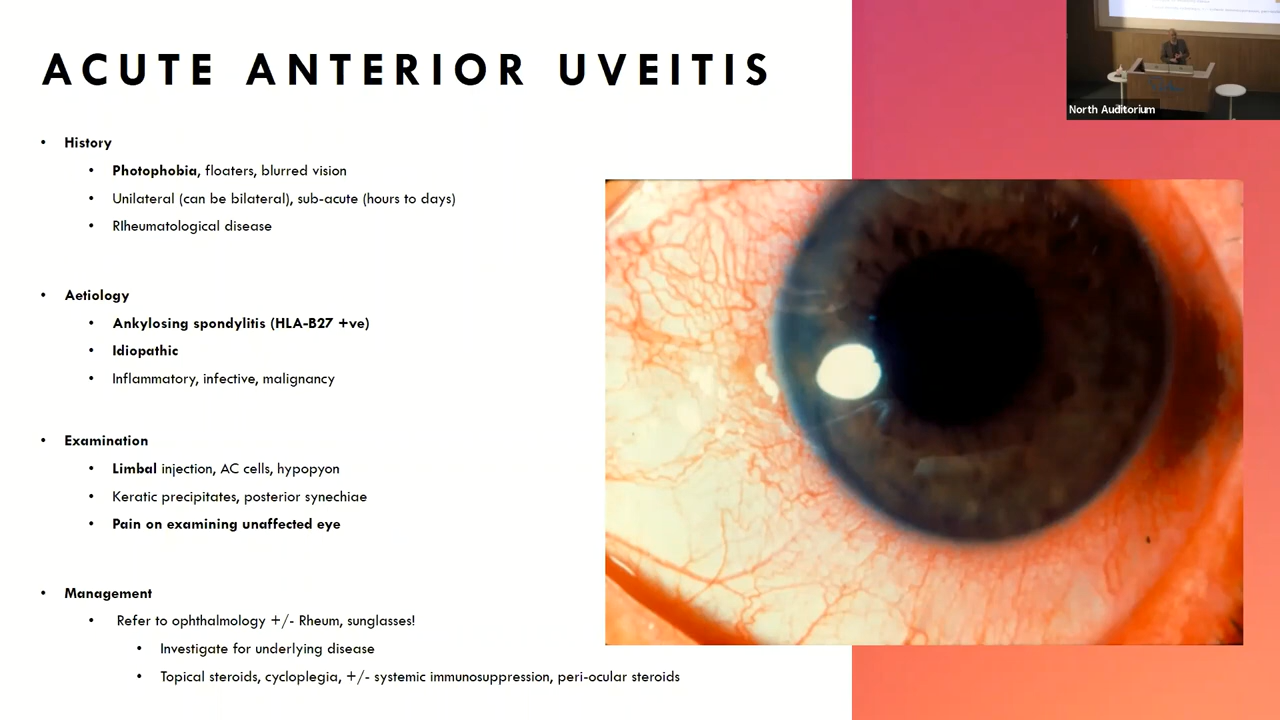 ACUTE ANTERIOR UVEITIS
North Auditorium
• History
• Photophobia, floaters, blurred vision
• Unilateral (can be bilateral), sub-acute (hours to days)
• RIheumatological disease
• Aetiology
• Ankylosing spondylitis (HLA-B27 +ve)
• Idiopathic
• Inflammatory, infective, malignancy
• Examination
• Limbal injection, AC cells, hypopyon
• Keratic precipitates, posterior synechiae
• Pain on examining unaffected eye
• Management
• Refer to ophthalmology +/- Rheum, sunglasses!
• Investigate for underlying disease
• Topical steroids, cycloplegia, +/- systemic immunosuppression, peri-ocular steroids